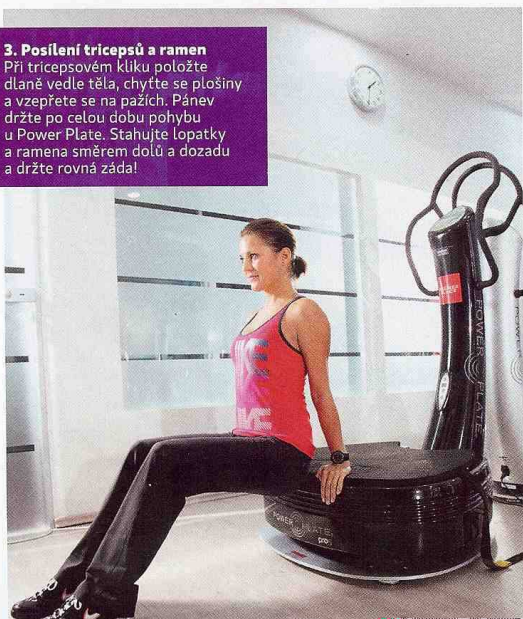 3. Posílení tricepsů a ramen
Při tricepsovém kliku položte
dlaně vedle těla, chyťte se plošiny
a vzepřete se na pažích. Pánev
držte po celou dobu pohybu
u Power Plate. Stahujte lopatky
a ramena směrem dolů a dozadu
a držte rovná záda!
POWER PLATE
POWER PLATE
pro5